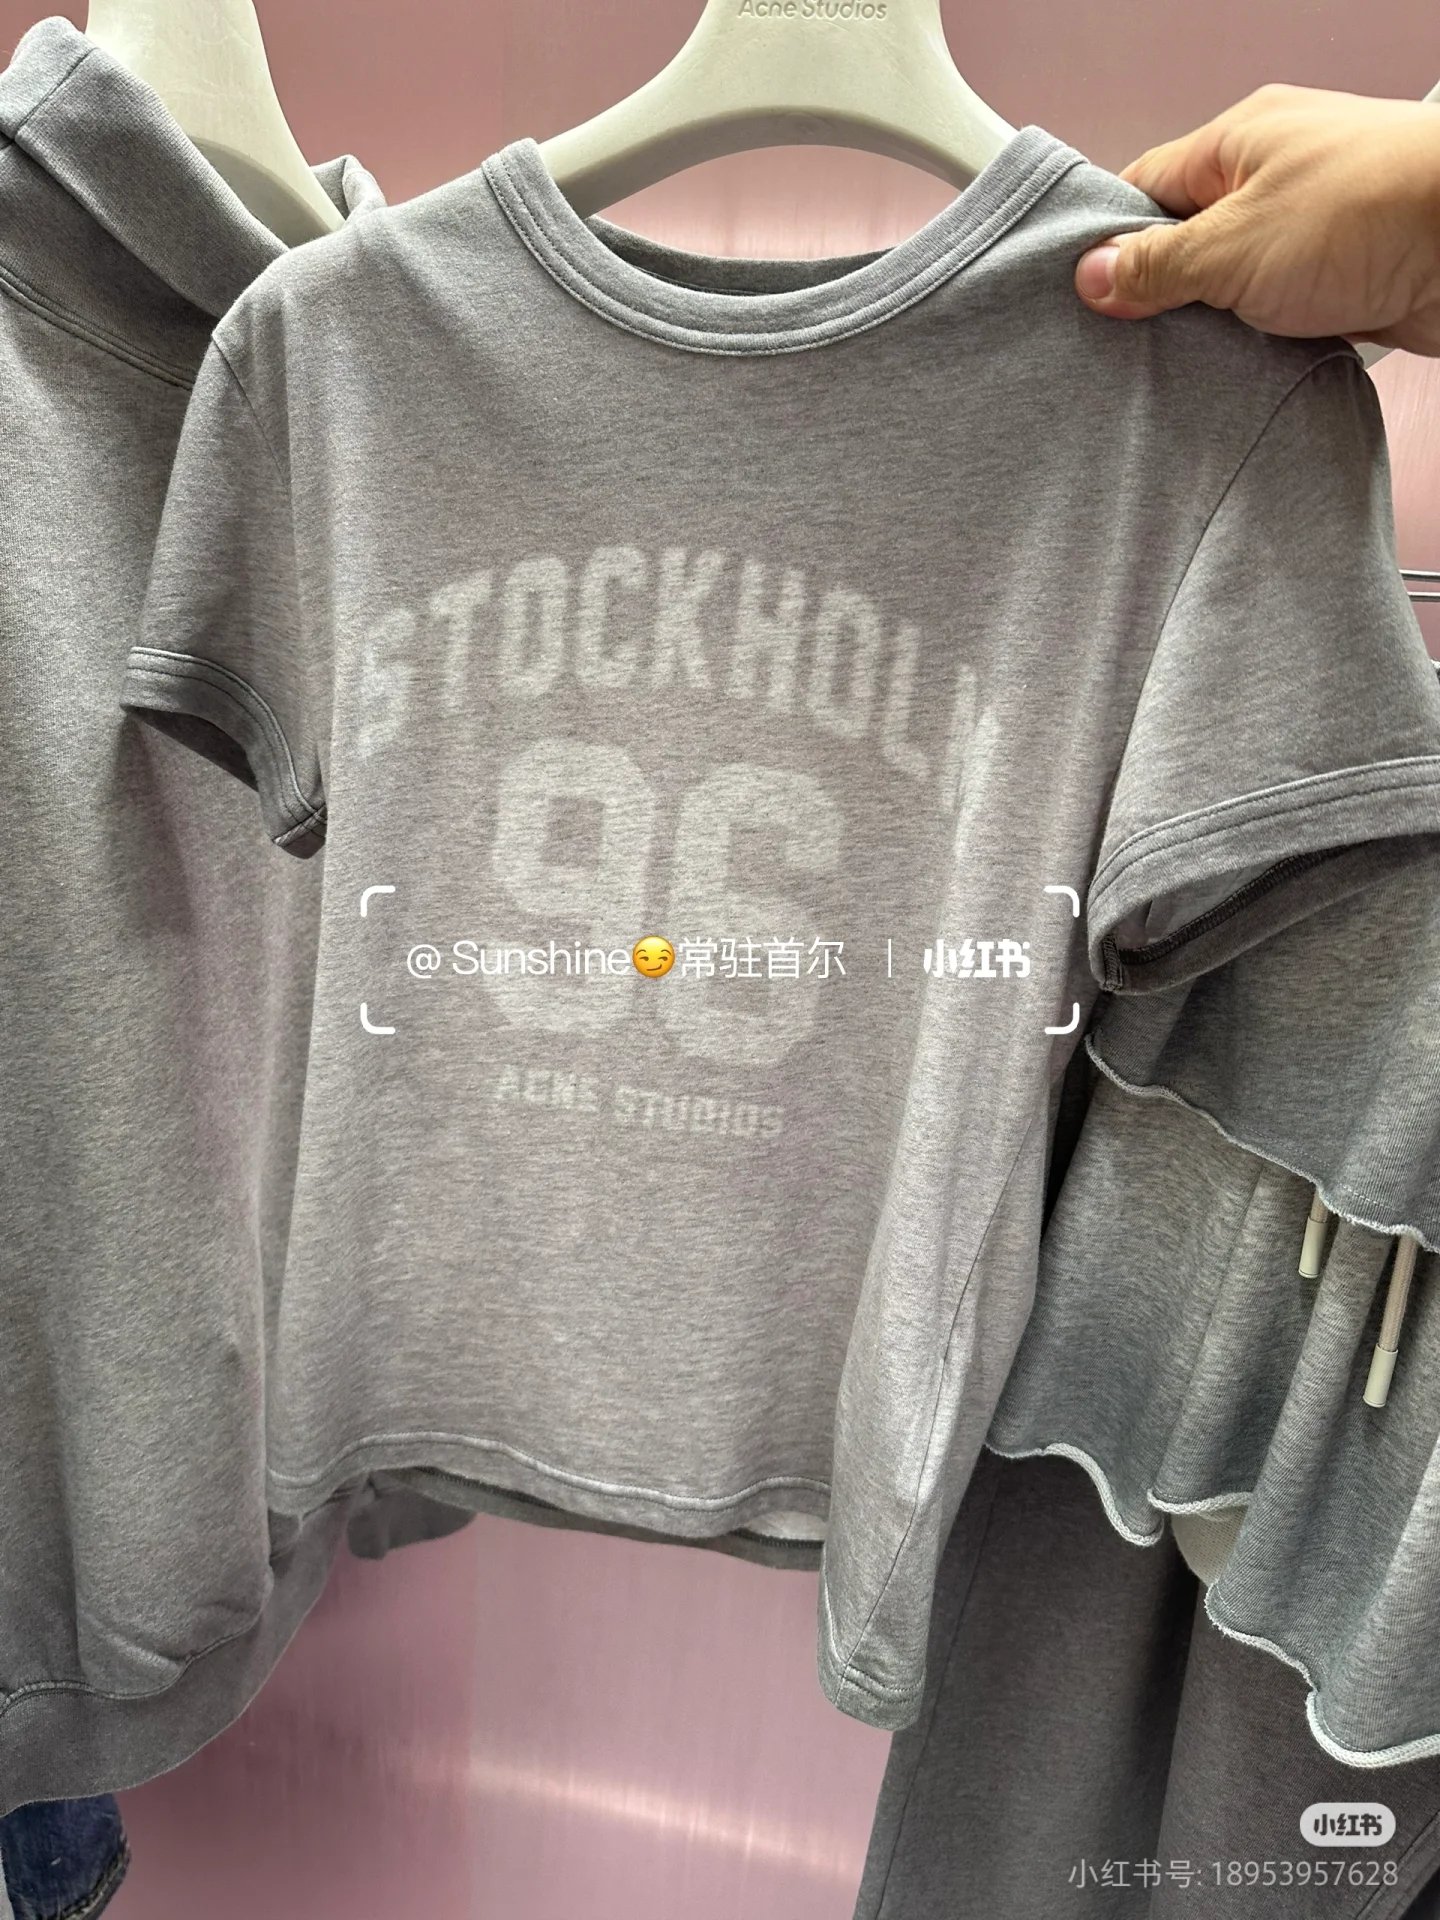 Acne Studios
STOCKHOLM
96
@ Sunshine😏常驻首尔 | 小红书
ACNE STUDIOS
小红书
小红书号: 18953957628